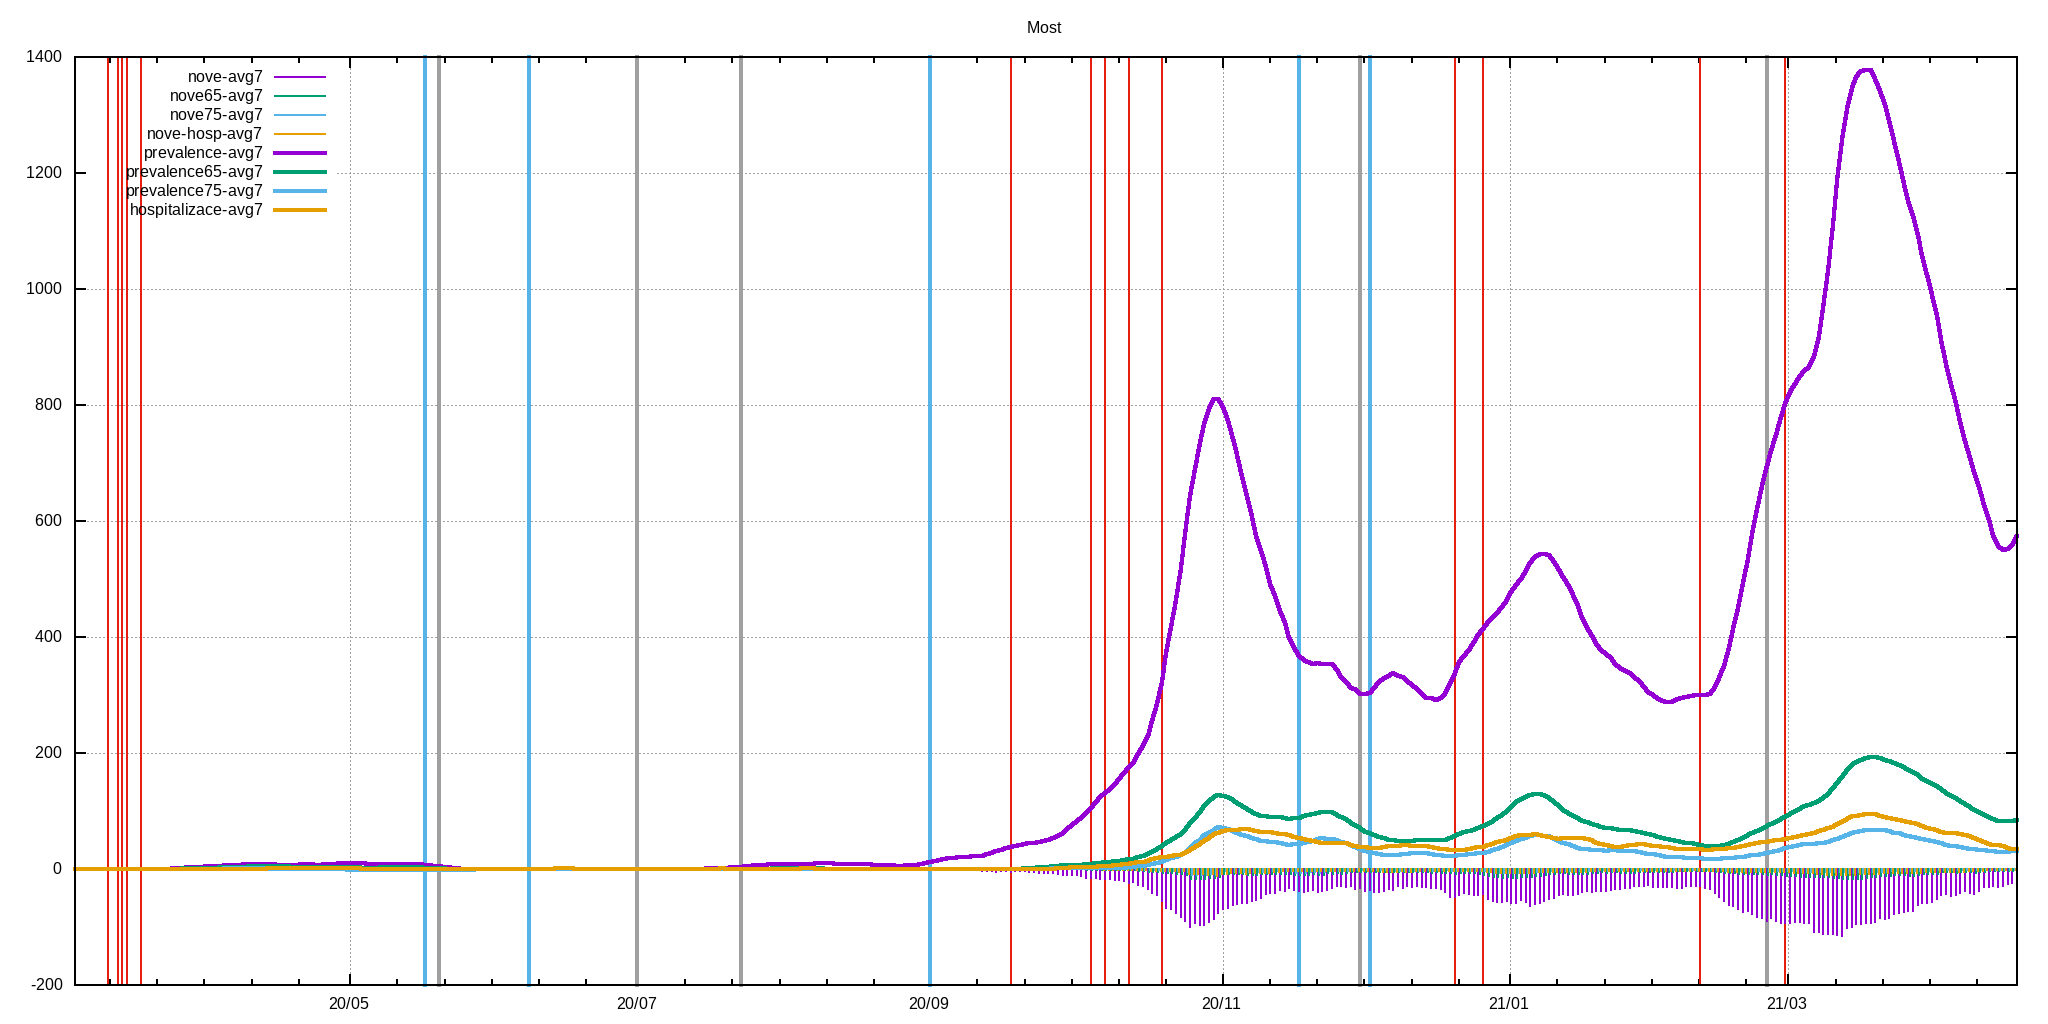 Most
1400
1200
1000
800
600
400
200
0
-200
nove-avg7
nove65-avg7
nove75-avg7
nove-hosp-avg7
prevalence-avg7
prevalence65-avg7
prevalence75-avg7
hospitalizace-avg7
20/05
20/07
20/09
20/11
21/01
21/03